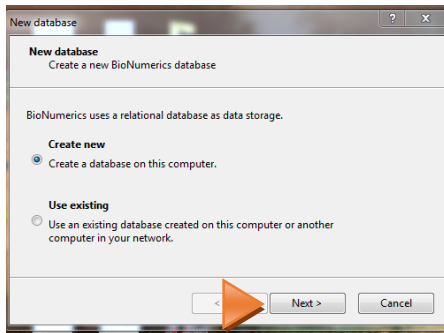 New database
? X
New database
Create a new BioNumerics database
BioNumerics uses a relational database as data storage.
Create new
Create a database on this computer.
Use existing
Use an existing database created on this computer or another
computer in your network.
< Next > Cancel